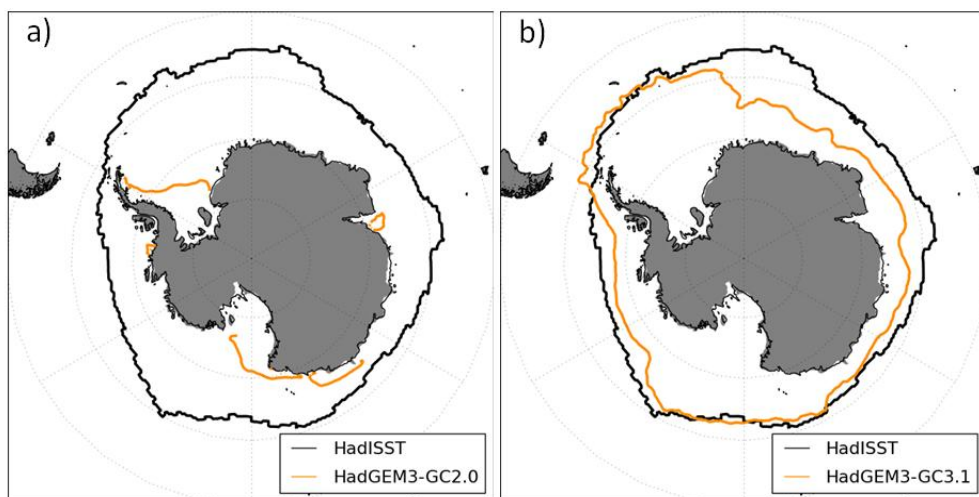 a)
HadISST
HadGEM3-GC2.0
b)
HadISST
HadGEM3-GC3.1